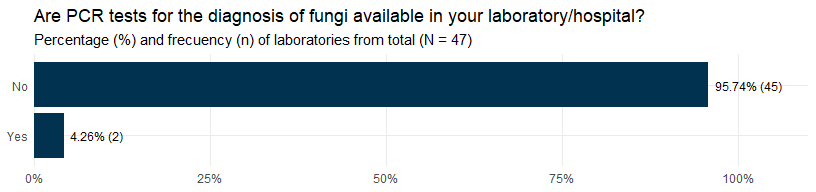 Are PCR tests for the diagnosis of fungi available in your laboratory/hospital?
Percentage (%) and frecuency (n) of laboratories from total (N = 47)
No
95.74% (45)
Yes
4.26% (2)
0%
25%
50%
75%
100%